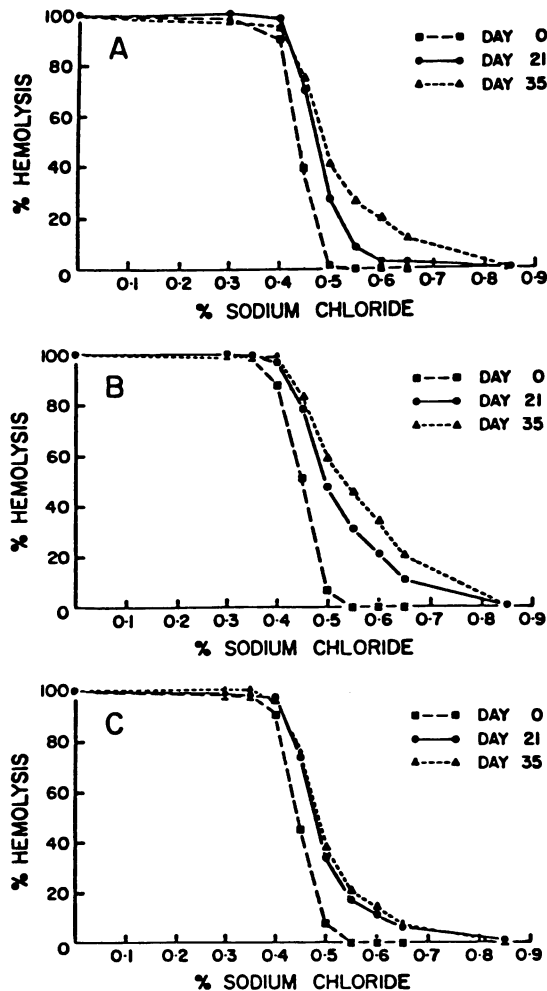 A
100
80
60
40
20
0
% HEMOLYSIS
0·1 0·2 0·3 0·4 0·5 0·6 0·7 0·8 0·9
% SODIUM CHLORIDE
DAY 0
DAY 21
DAY 35
B
100
80
60
40
20
0
% HEMOLYSIS
0·1 0·2 0·3 0·4 0·5 0·6 0·7 0·8 0·9
% SODIUM CHLORIDE
DAY 0
DAY 21
DAY 35
C
100
80
60
40
20
0
% HEMOLYSIS
0·1 0·2 0·3 0·4 0·5 0·6 0·7 0·8 0·9
% SODIUM CHLORIDE
DAY 0
DAY 21
DAY 35